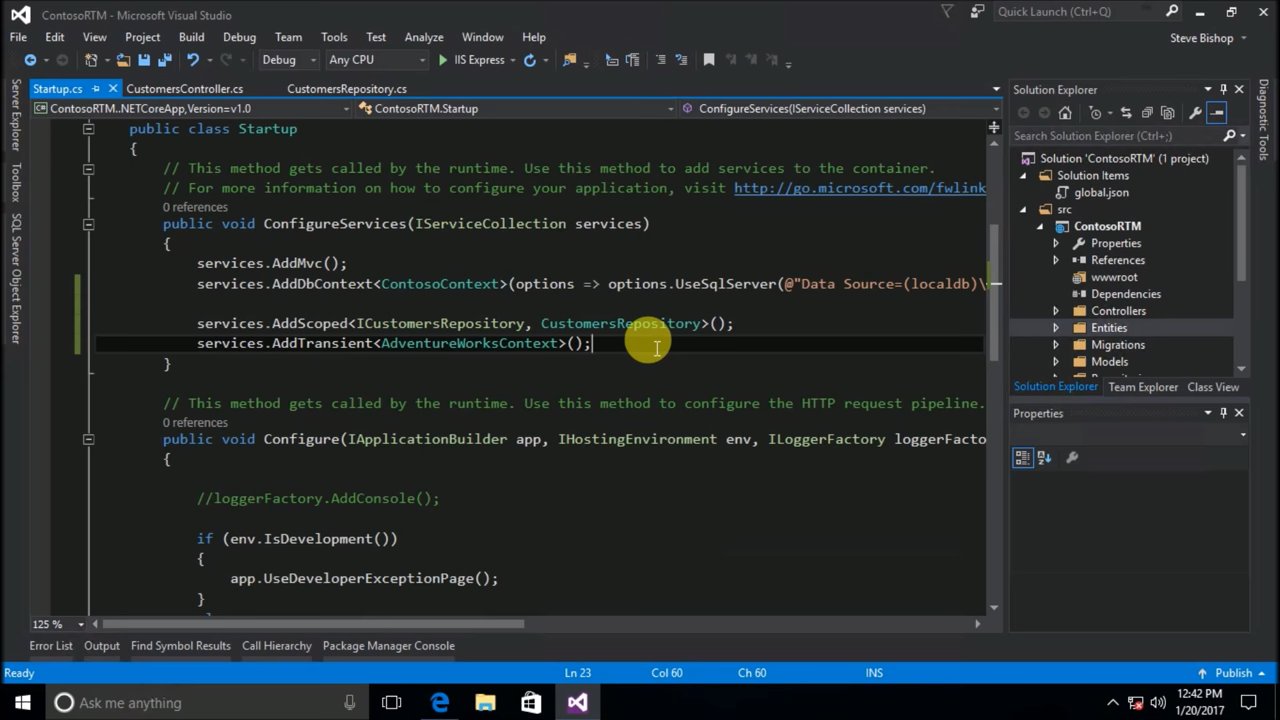 ContosoRTM - Microsoft Visual Studio
Quick Launch (Ctrl+Q)
File Edit View Project Build Debug Team Tools Test Analyze Window Help
Steve Bishop
Debug Any CPU IIS Express
Startup.cs CustomersController.cs CustomersRepository.cs
ContosoRTM..NETCoreApp,Version=v1.0 ContosoRTM.Startup ConfigureServices(IServiceCollection services)
public class Startup
{
// This method gets called by the runtime. Use this method to add services to the container.
// For more information on how to configure your application, visit http://go.microsoft.com/fwlink
0 references
public void ConfigureServices(IServiceCollection services)
{
services.AddMvc();
services.AddDbContext<ContosoContext>(options => options.UseSqlServer(@"Data Source=(localdb)\
services.AddScoped<ICustomersRepository, CustomersRepository>();
services.AddTransient<AdventureWorksContext>();
}
// This method gets called by the runtime. Use this method to configure the HTTP request pipeline.
0 references
public void Configure(IApplicationBuilder app, IHostingEnvironment env, ILoggerFactory loggerFacto
{
//loggerFactory.AddConsole();
if (env.IsDevelopment())
{
app.UseDeveloperExceptionPage();
}
125 %
Server Explorer
Toolbox
SQL Server Object Explorer
Solution Explorer
Search Solution Explorer (Ctrl+;)
Solution 'ContosoRTM' (1 project)
Solution Items
global.json
src
ContosoRTM
Properties
References
wwwroot
Dependencies
Controllers
Entities
Migrations
Models
Solution Explorer Team Explorer Class View
Properties
Diagnostic Tools
Error List Output Find Symbol Results Call Hierarchy Package Manager Console
Ready Ln 23 Col 60 Ch 60 INS Publish
Ask me anything
12:42 PM
1/20/2017